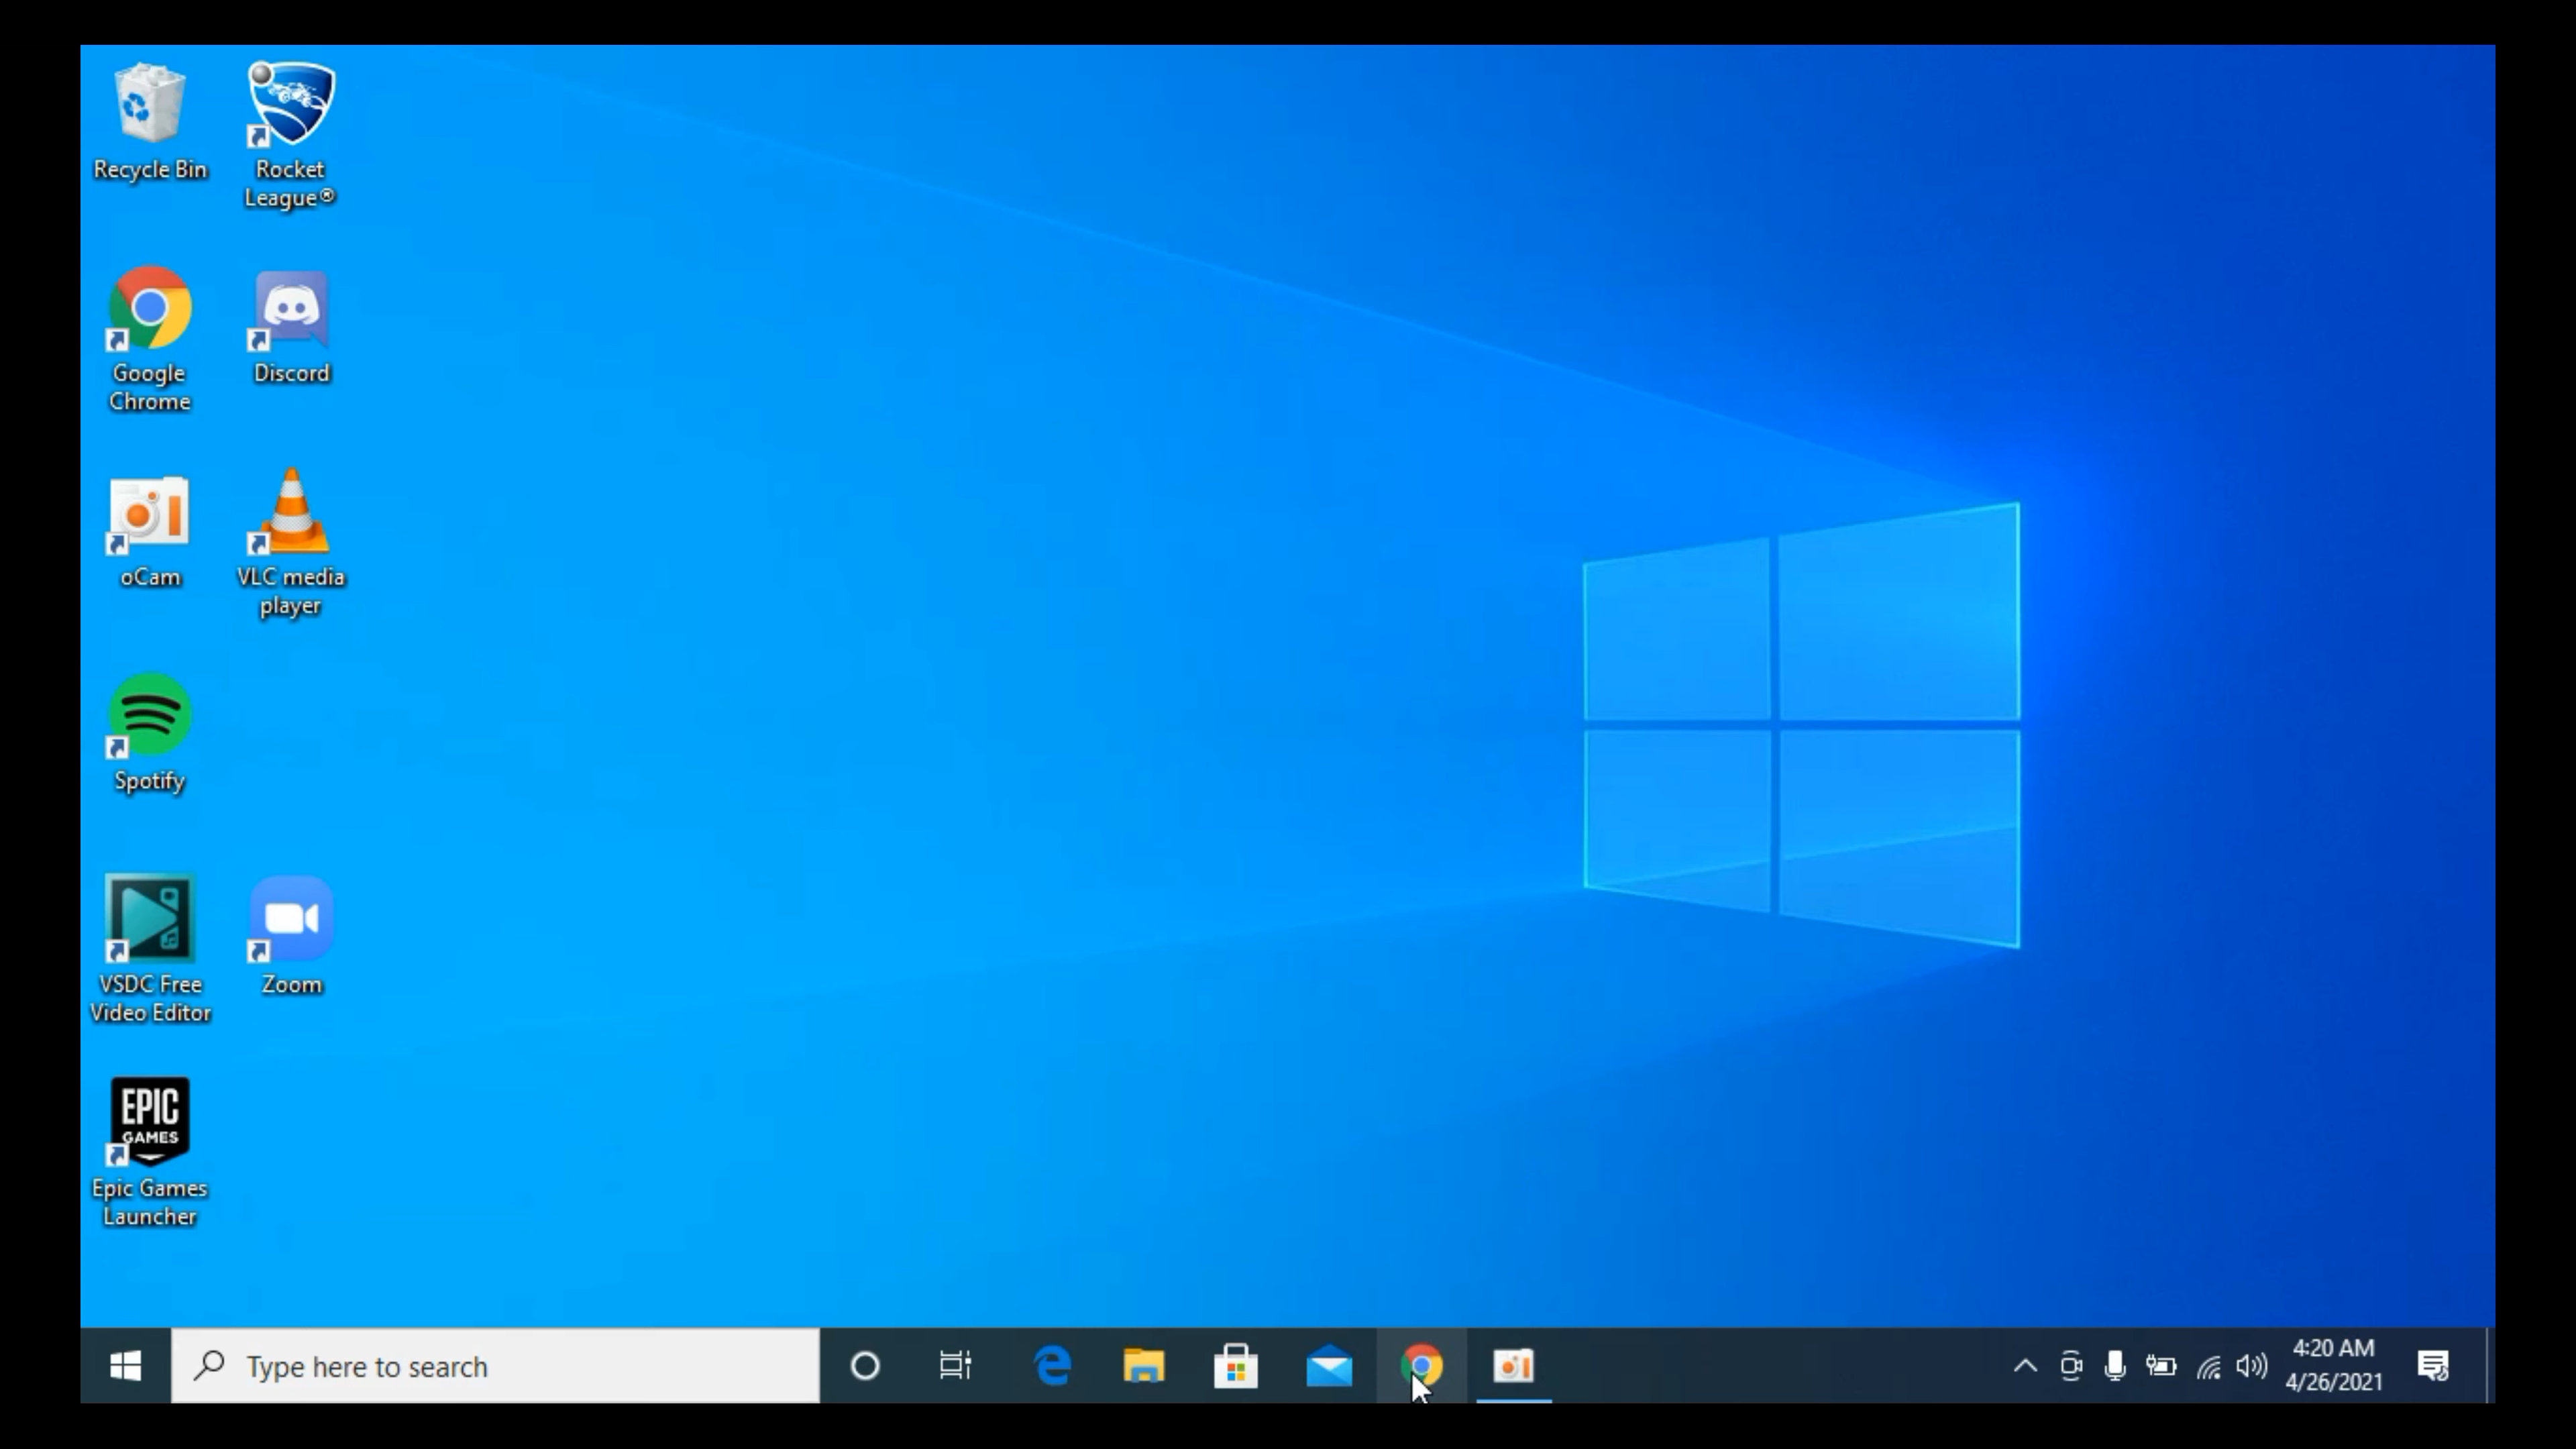 Recycle Bin
Rocket
League®
Google
Chrome
Discord
oCam
VLC media
player
Spotify
VSDC Free
Video Editor
Zoom
EPIC
GAMES
Epic Games
Launcher
Type here to search
4:20 AM
4/26/2021